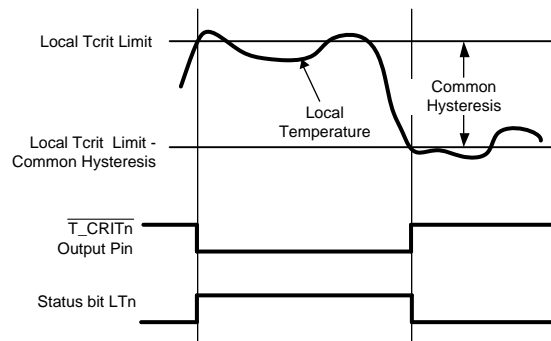 Local Tcrit Limit
Common
Hysteresis
Local
Temperature
Local Tcrit Limit -
Common Hysteresis
T_CRITn
Output Pin
Status bit LTn